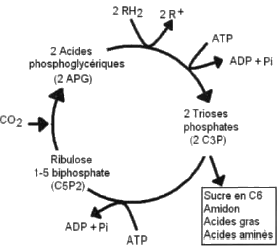 2 RH2
2 R+
2 Acides
phosphoglycériques
(2 APG)
ATP
ADP + Pi
CO2
2 Trioses
phosphates
(2 C3P)
Ribulose
1-5 biphosphate
(C5P2)
ADP + Pi
ATP
Sucre en C6
Amidon
Acides gras
Acides aminés